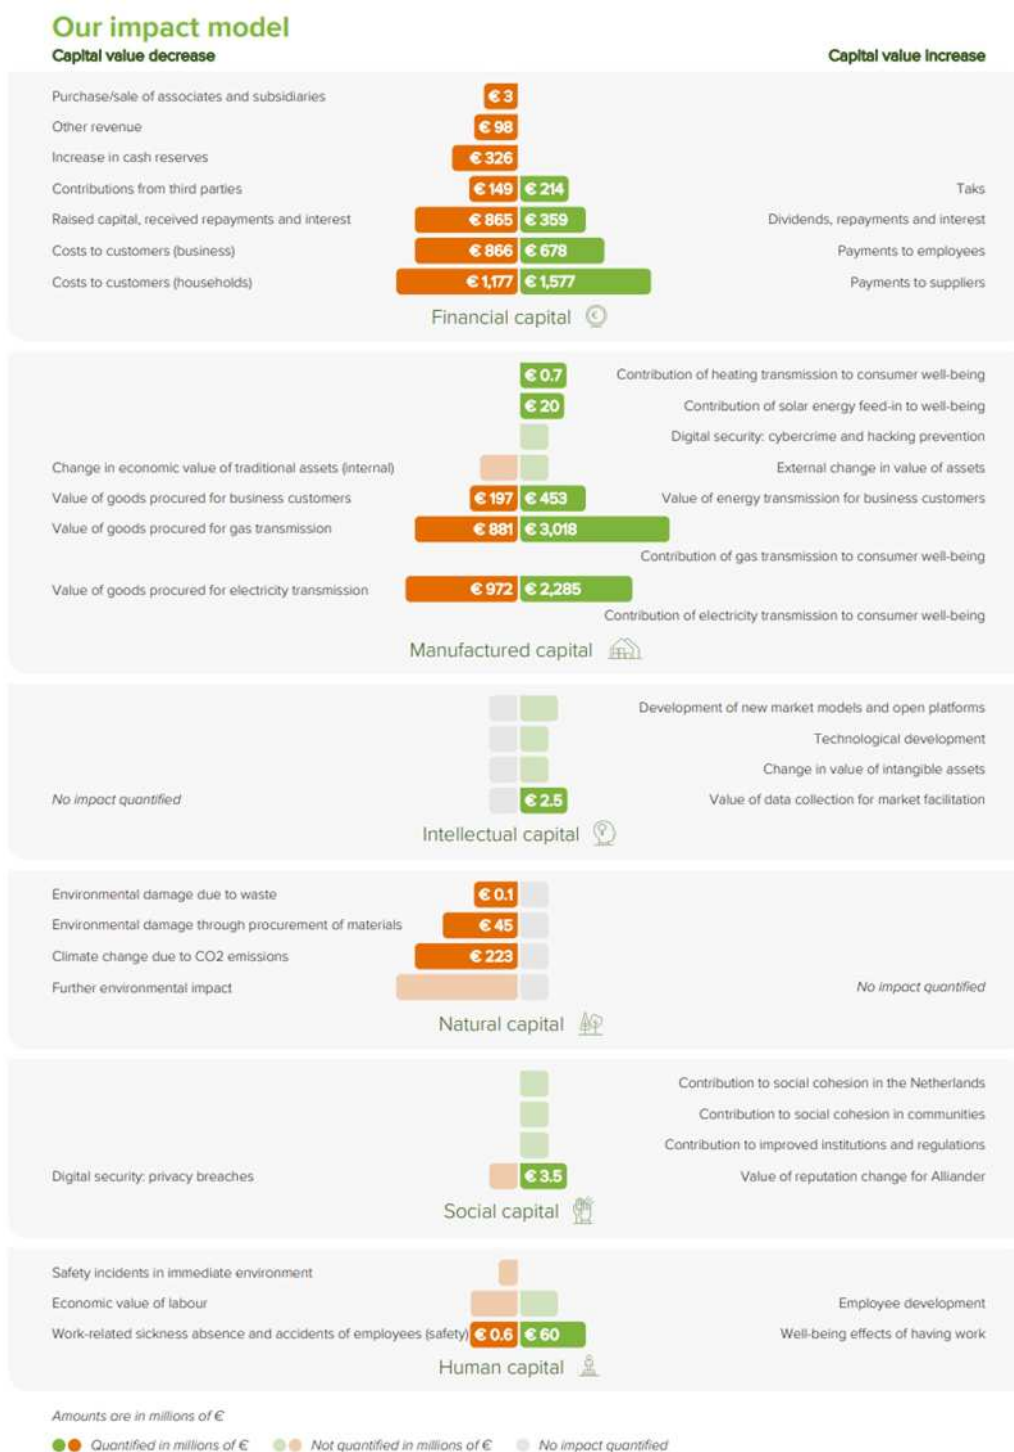 Our impact model
Capital value decrease Capital value increase
Purchase/sale of associates and subsidiaries € 3
Other revenue € 98
Increase in cash reserves € 326
Contributions from third parties € 149 € 214 Taks
Raised capital, received repayments and interest € 865 € 359 Dividends, repayments and interest
Costs to customers (business) € 866 € 678 Payments to employees
Costs to customers (households) € 1,177 € 1,577 Payments to suppliers
Financial capital €
€ 0.7 Contribution of heating transmission to consumer well-being
€ 20 Contribution of solar energy feed-in to well-being
Digital security: cybercrime and hacking prevention
Change in economic value of traditional assets (internal) External change in value of assets
Value of goods procured for business customers € 197 € 453 Value of energy transmission for business customers
Value of goods procured for gas transmission € 881 € 3,018
Contribution of gas transmission to consumer well-being
Value of goods procured for electricity transmission € 972 € 2,285
Contribution of electricity transmission to consumer well-being
Manufactured capital
Development of new market models and open platforms
Technological development
Change in value of intangible assets
No impact quantified € 2.5 Value of data collection for market facilitation
Intellectual capital
Environmental damage due to waste € 0.1
Environmental damage through procurement of materials € 45
Climate change due to CO2 emissions € 223
Further environmental impact No impact quantified
Natural capital
Contribution to social cohesion in the Netherlands
Contribution to social cohesion in communities
Contribution to improved institutions and regulations
Digital security: privacy breaches € 3.5 Value of reputation change for Alliander
Social capital
Safety incidents in immediate environment
Economic value of labour Employee development
Work-related sickness absence and accidents of employees (safety) € 0.6 € 60 Well-being effects of having work
Human capital
Amounts are in millions of €
Quantified in millions of € Not quantified in millions of € No impact quantified